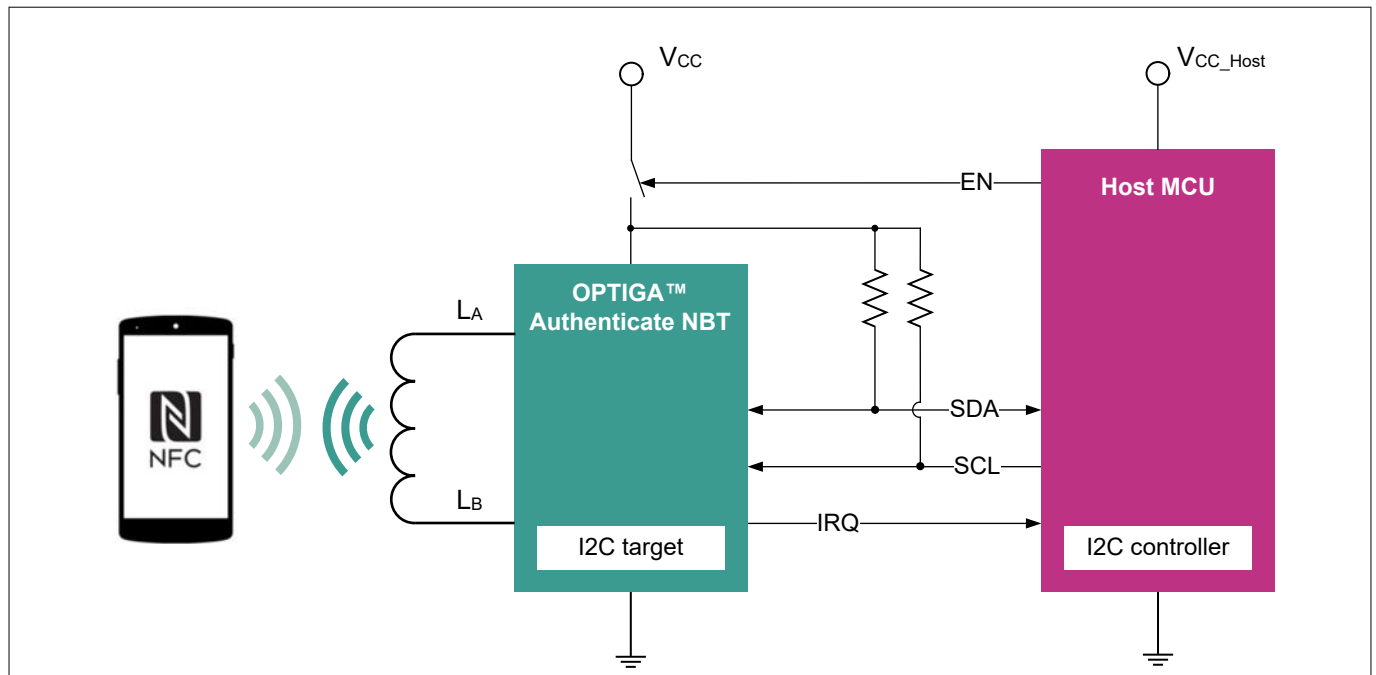 VCC
VCC_Host
EN
Host MCU
OPTIGA™
Authenticate NBT
LA
NFC
SDA
SCL
LB
IRQ
I2C target
I2C controller